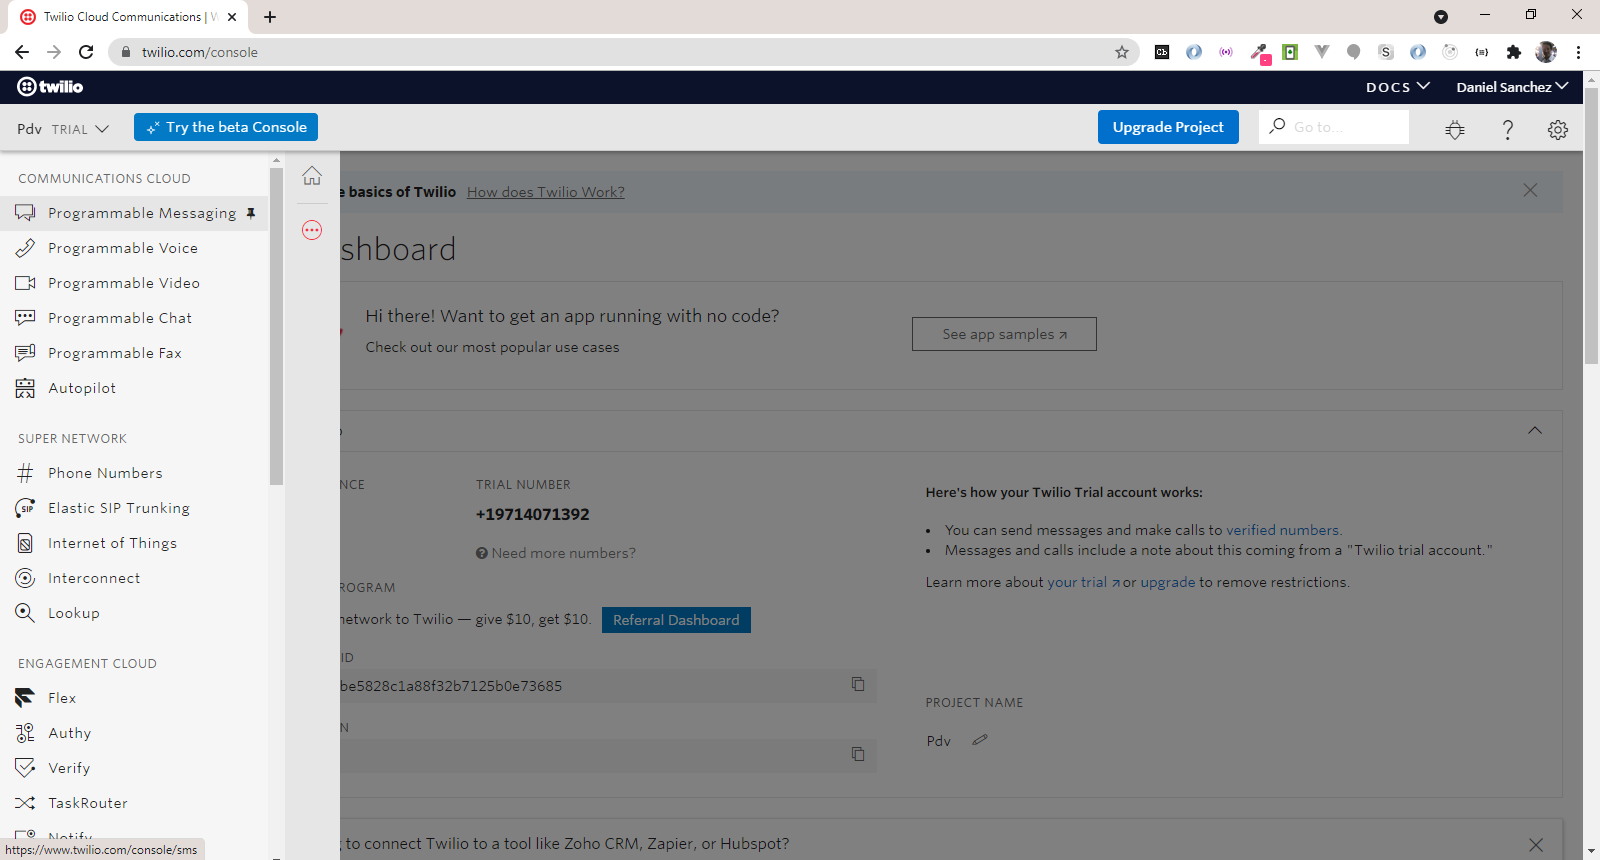 Twilio Cloud Communications |
twilio.com/console
twilio
DOCS
Daniel Sanchez
Pdv TRIAL
Try the beta Console
Upgrade Project
Go to...
COMMUNICATIONS CLOUD
Programmable Messaging
Programmable Voice
Programmable Video
Programmable Chat
Programmable Fax
Autopilot
SUPER NETWORK
Phone Numbers
Elastic SIP Trunking
Internet of Things
Interconnect
Lookup
ENGAGEMENT CLOUD
Flex
Authy
Verify
TaskRouter
Notify
https://www.twilio.com/console/sms
e basics of Twilio How does Twilio Work?
shboard
Hi there! Want to get an app running with no code?
Check out our most popular use cases
See app samples
NCE
TRIAL NUMBER
+19714071392
Need more numbers?
ROGRAM
network to Twilio — give $10, get $10. Referral Dashboard
ID
be5828c1a88f32b7125b0e73685
N
Here's how your Twilio Trial account works:
• You can send messages and make calls to verified numbers.
• Messages and calls include a note about this coming from a "Twilio trial account."
Learn more about your trial or upgrade to remove restrictions.
PROJECT NAME
Pdv
g to connect Twilio to a tool like Zoho CRM, Zapier, or Hubspot?